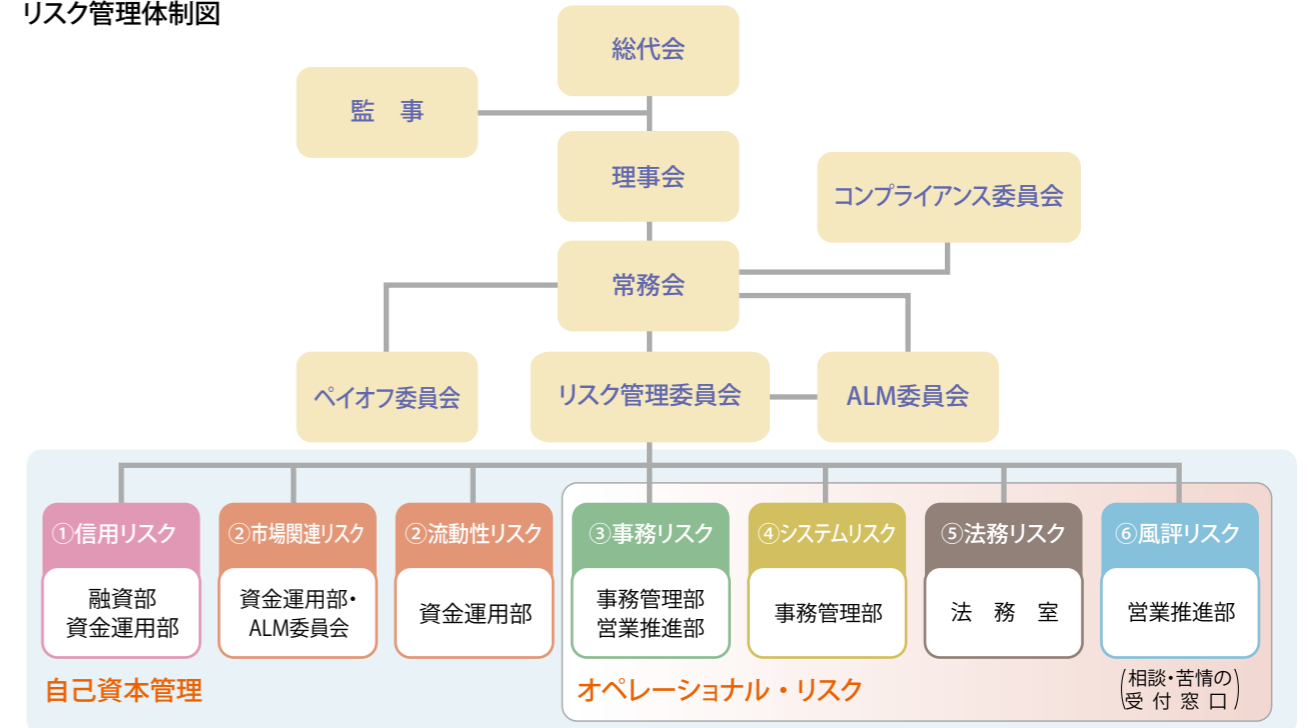 リスク管理体制図
総代会
監　事
理事会
コンプライアンス委員会
常務会
ペイオフ委員会
リスク管理委員会
ALM委員会
①信用リスク
融資部
資金運用部
②市場関連リスク
資金運用部・
ALM委員会
②流動性リスク
資金運用部
③事務リスク
事務管理部
営業推進部
④システムリスク
事務管理部
⑤法務リスク
法　務　室
⑥風評リスク
営業推進部
自己資本管理
オペレーショナル・リスク
(相談・苦情の
受 付 窓 口)